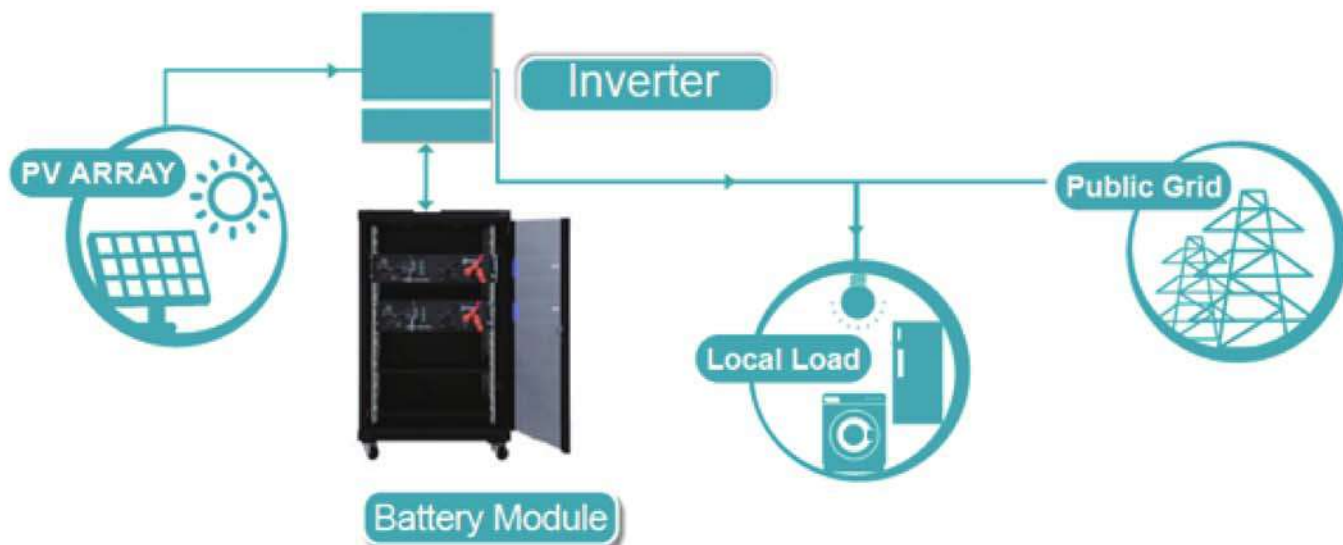 Inverter
PV ARRAY
Public Grid
Local Load
Battery Module